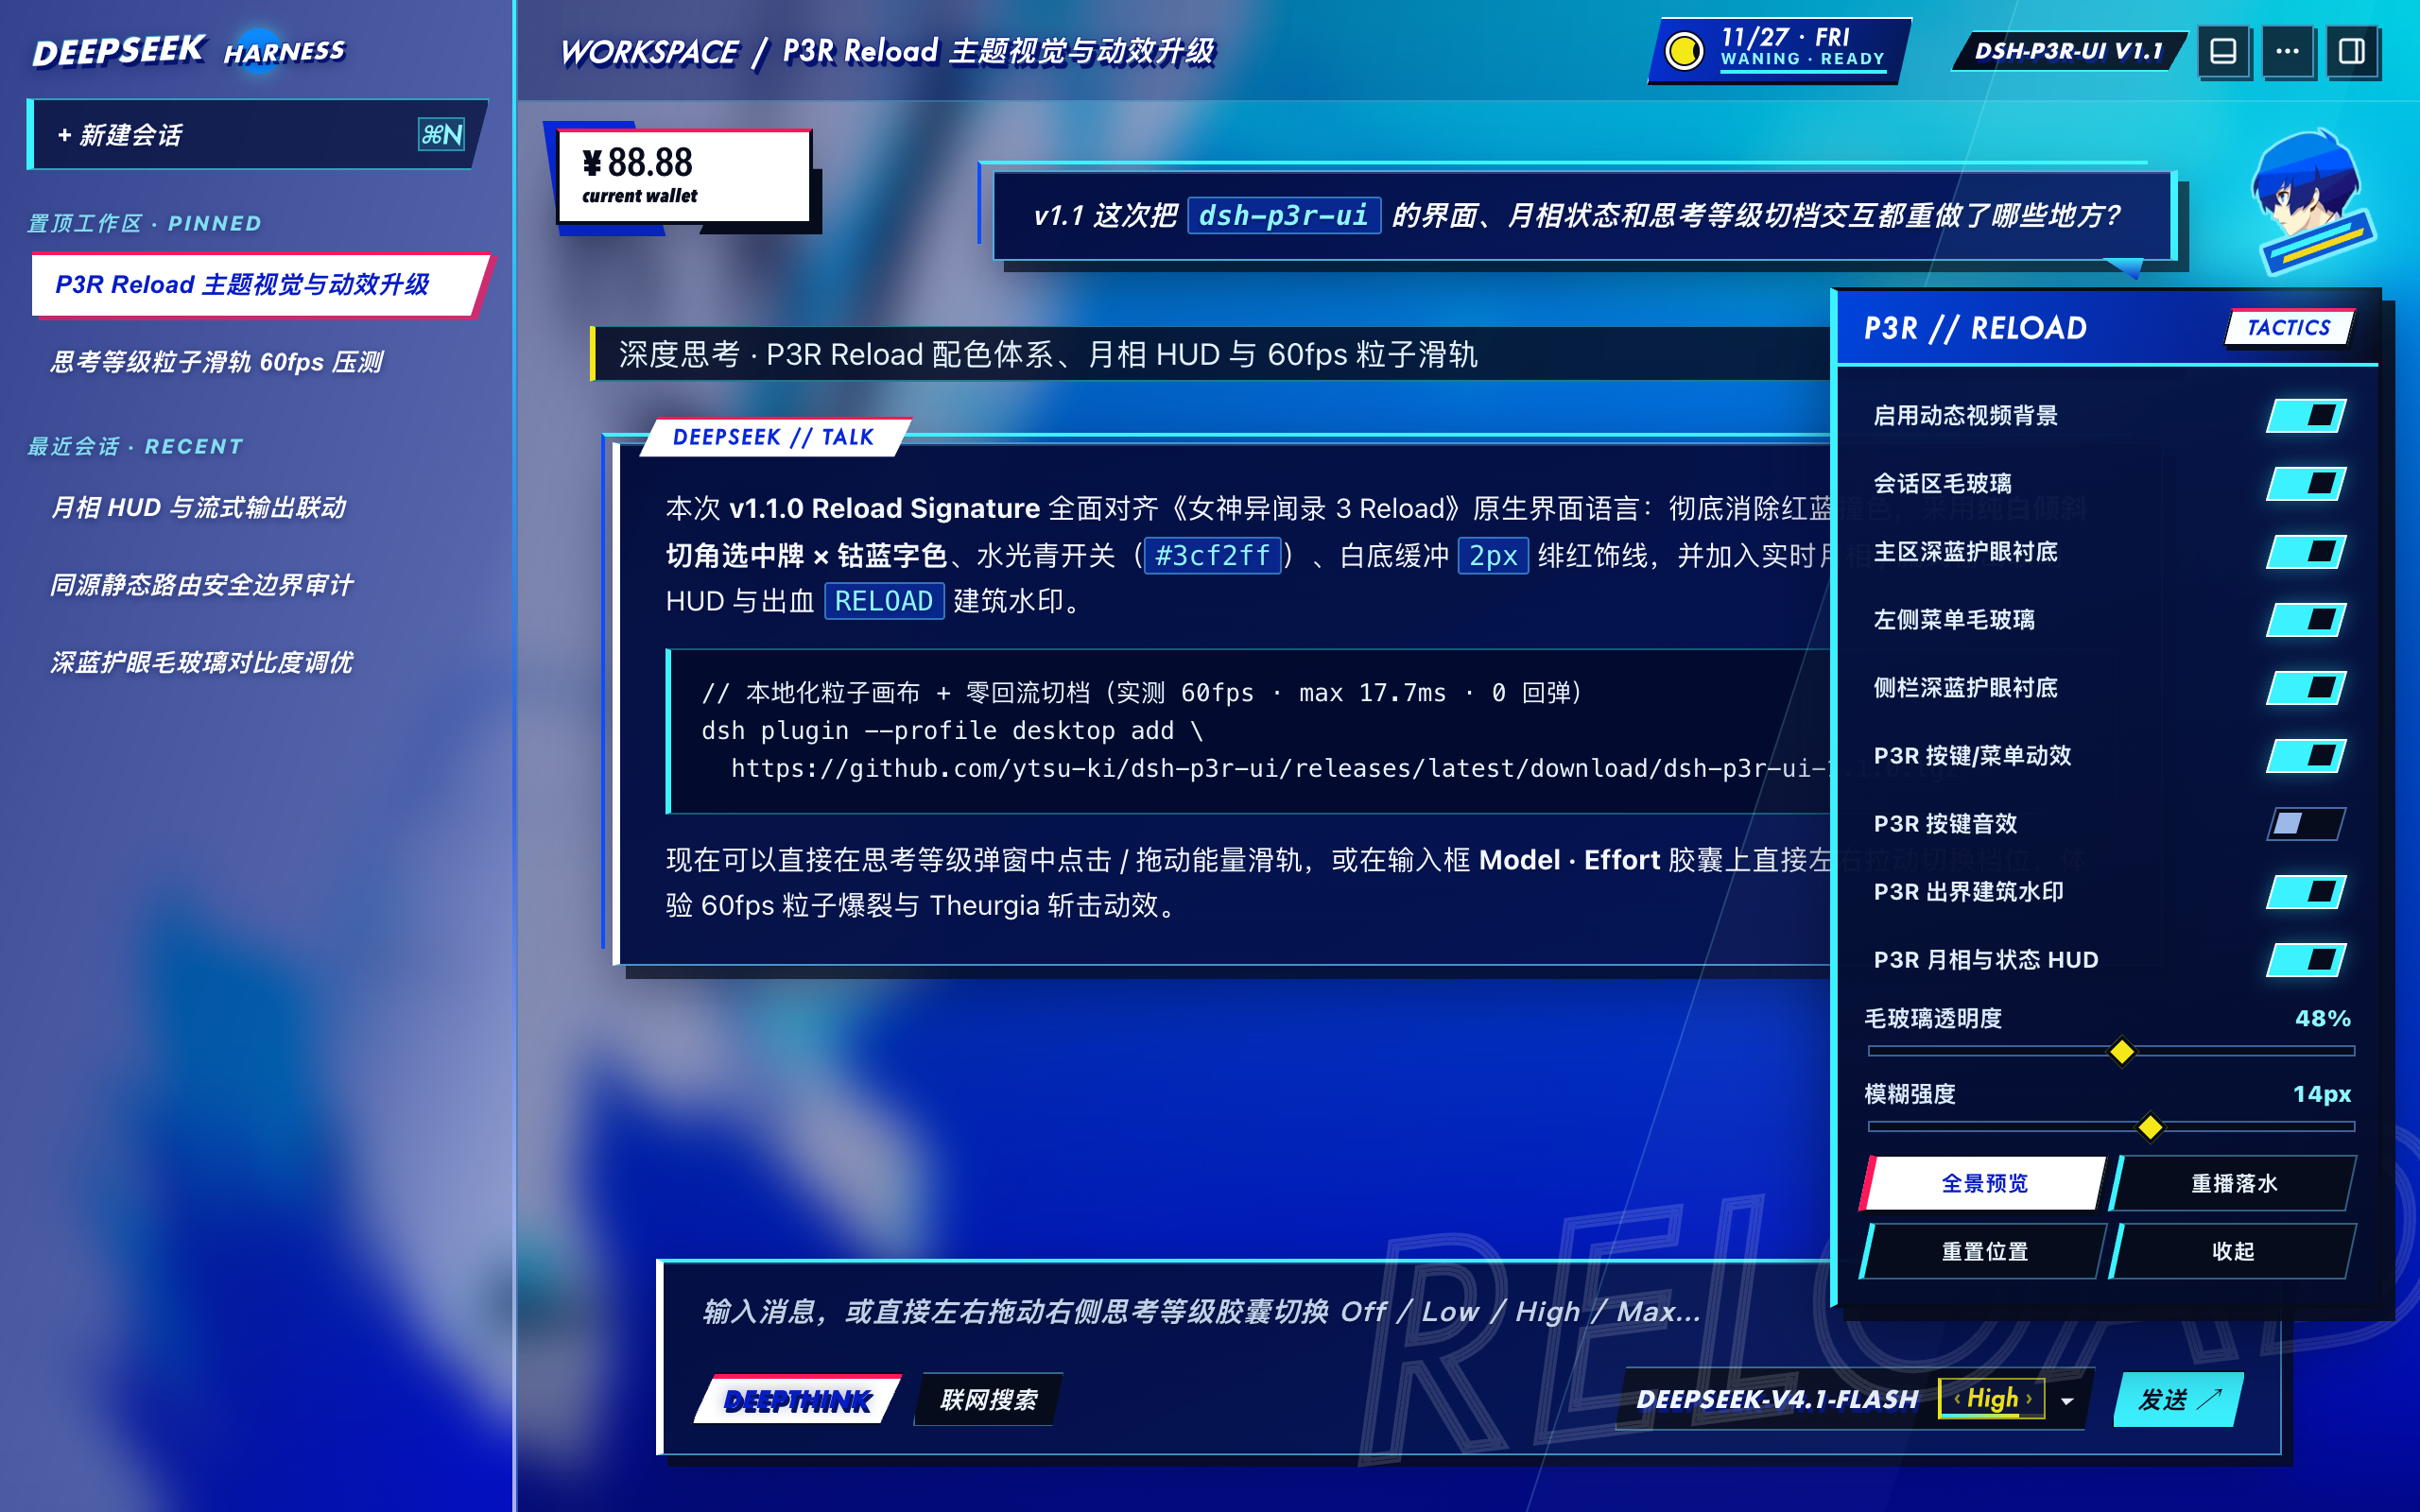 DEEPSEEK HARNESS
+ 新建会话 ⌘N
置顶工作区 · PINNED
P3R Reload 主题视觉与动效升级
思考等级粒子滑轨 60fps 压测
最近会话 · RECENT
月相 HUD 与流式输出联动
同源静态路由安全边界审计
深蓝护眼毛玻璃对比度调优
WORKSPACE / P3R Reload 主题视觉与动效升级
11/27 · FRI
WANING · READY
DSH-P3R-UI V1.1
¥ 88.88
current wallet
v1.1 这次把 dsh-p3r-ui 的界面、月相状态和思考等级切档交互都重做了哪些地方？
深度思考 · P3R Reload 配色体系、月相 HUD 与 60fps 粒子滑轨
DEEPSEEK // TALK
本次 v1.1.0 Reload Signature 全面对齐《女神异闻录 3 Reload》原生界面语言：彻底消除红蓝撞色，采用纯白倾斜
切角选中牌 × 钴蓝字色、水光青开关（#3cf2ff）、白底缓冲 2px 绯红饰线，并加入实时月相
HUD 与出血 RELOAD 建筑水印。
// 本地化粒子画布 + 零回流切档（实测 60fps · max 17.7ms · 0 回弹）
dsh plugin --profile desktop add \
https://github.com/ytsu-ki/dsh-p3r-ui/releases/latest/download/dsh-p3r-ui-1.1.0.tgz
现在可以直接在思考等级弹窗中点击 / 拖动能量滑轨，或在输入框 Model · Effort 胶囊上直接左右拉动切换档位，体
验 60fps 粒子爆裂与 Theurgia 斩击动效。
P3R // RELOAD
TACTICS
启用动态视频背景
会话区毛玻璃
主区深蓝护眼衬底
左侧菜单毛玻璃
侧栏深蓝护眼衬底
P3R 按键/菜单动效
P3R 按键音效
P3R 出界建筑水印
P3R 月相与状态 HUD
毛玻璃透明度 48%
模糊强度 14px
全景预览 重播落水
重置位置 收起
输入消息，或直接左右拖动右侧思考等级胶囊切换 Off / Low / High / Max...
DEEPTHINK 联网搜索
DEEPSEEK-V4.1-FLASH ‹ High › 发送 ↗
RELOAD